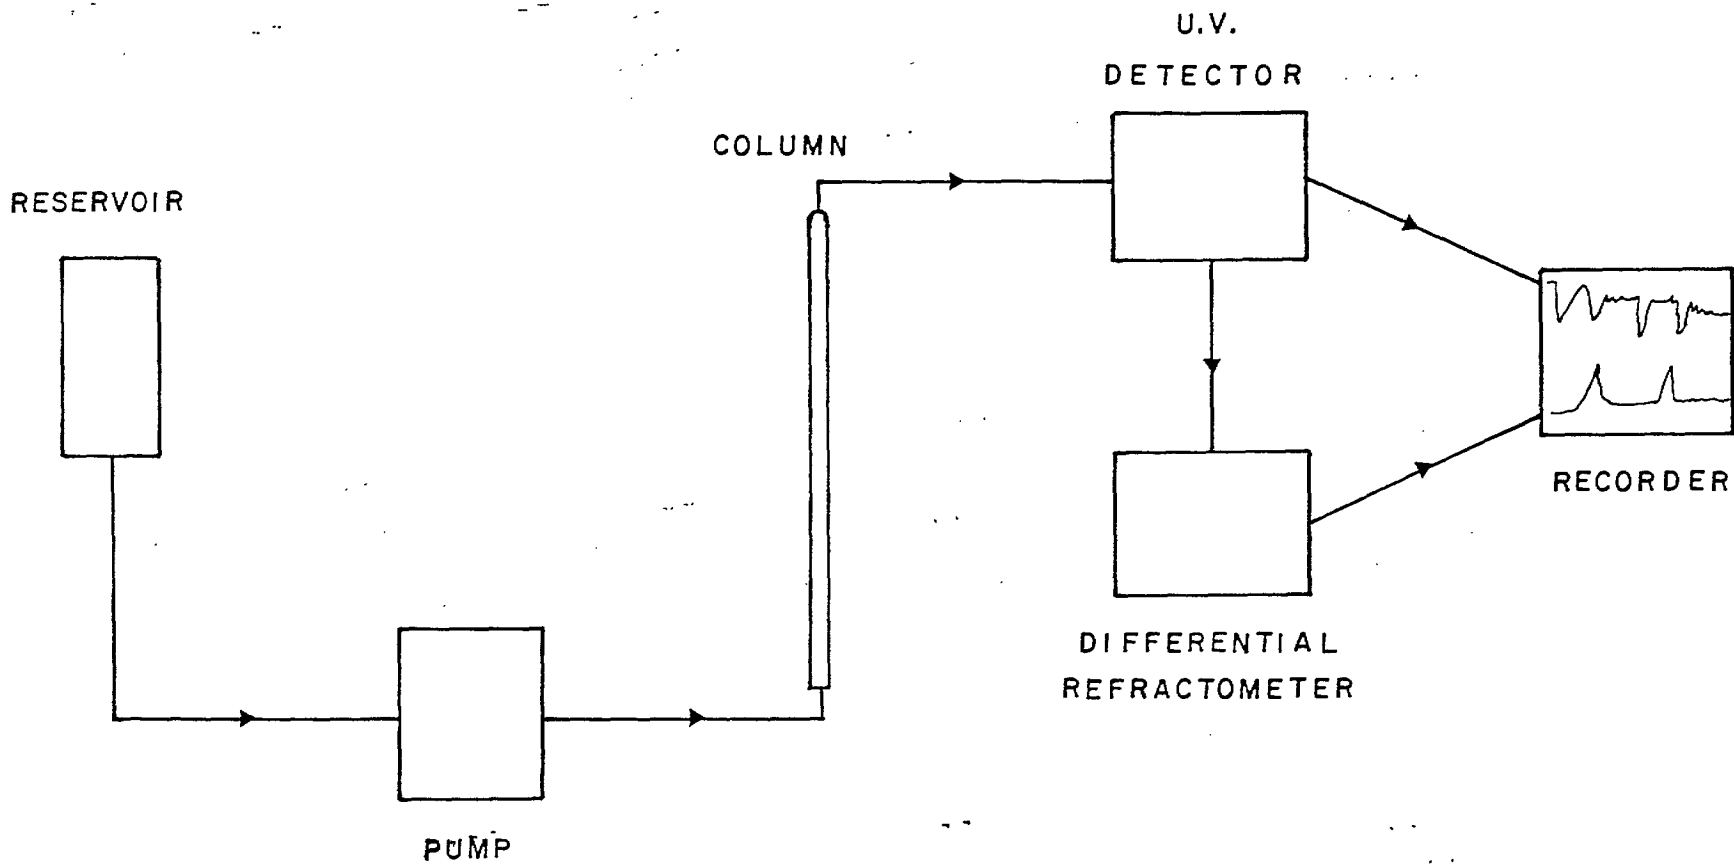 RESERVOIR
PUMP
COLUMN
U.V.
DETECTOR
DIFFERENTIAL
REFRACTOMETER
RECORDER